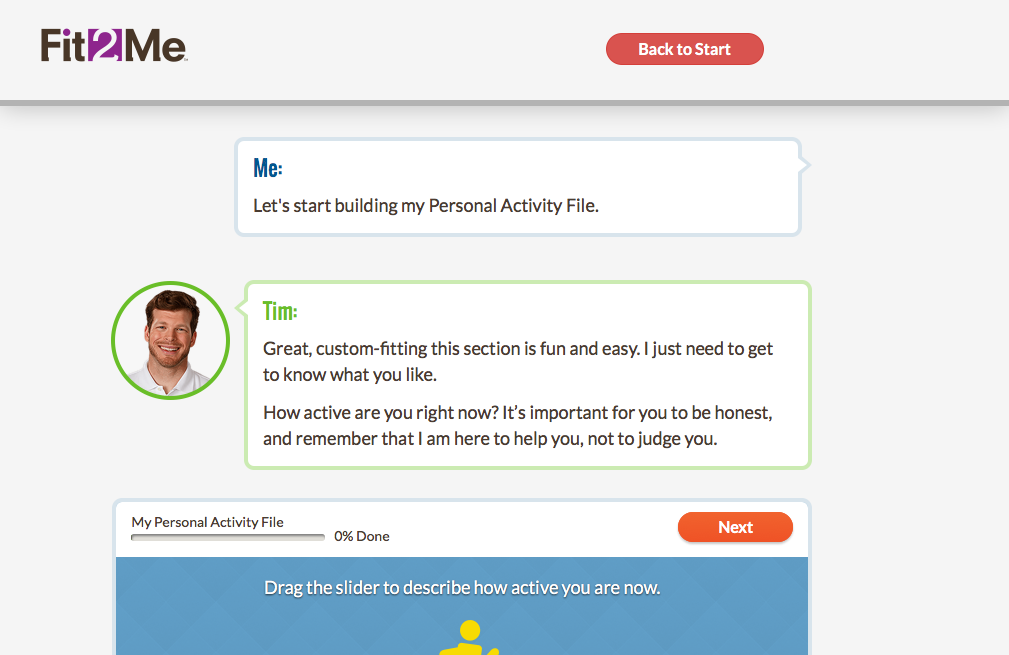 Fit2Me
Back to Start
Me:
Let's start building my Personal Activity File.
Tim:
Great, custom-fitting this section is fun and easy. I just need to get
to know what you like.
How active are you right now? It’s important for you to be honest,
and remember that I am here to help you, not to judge you.
My Personal Activity File
0% Done
Next
Drag the slider to describe how active you are now.